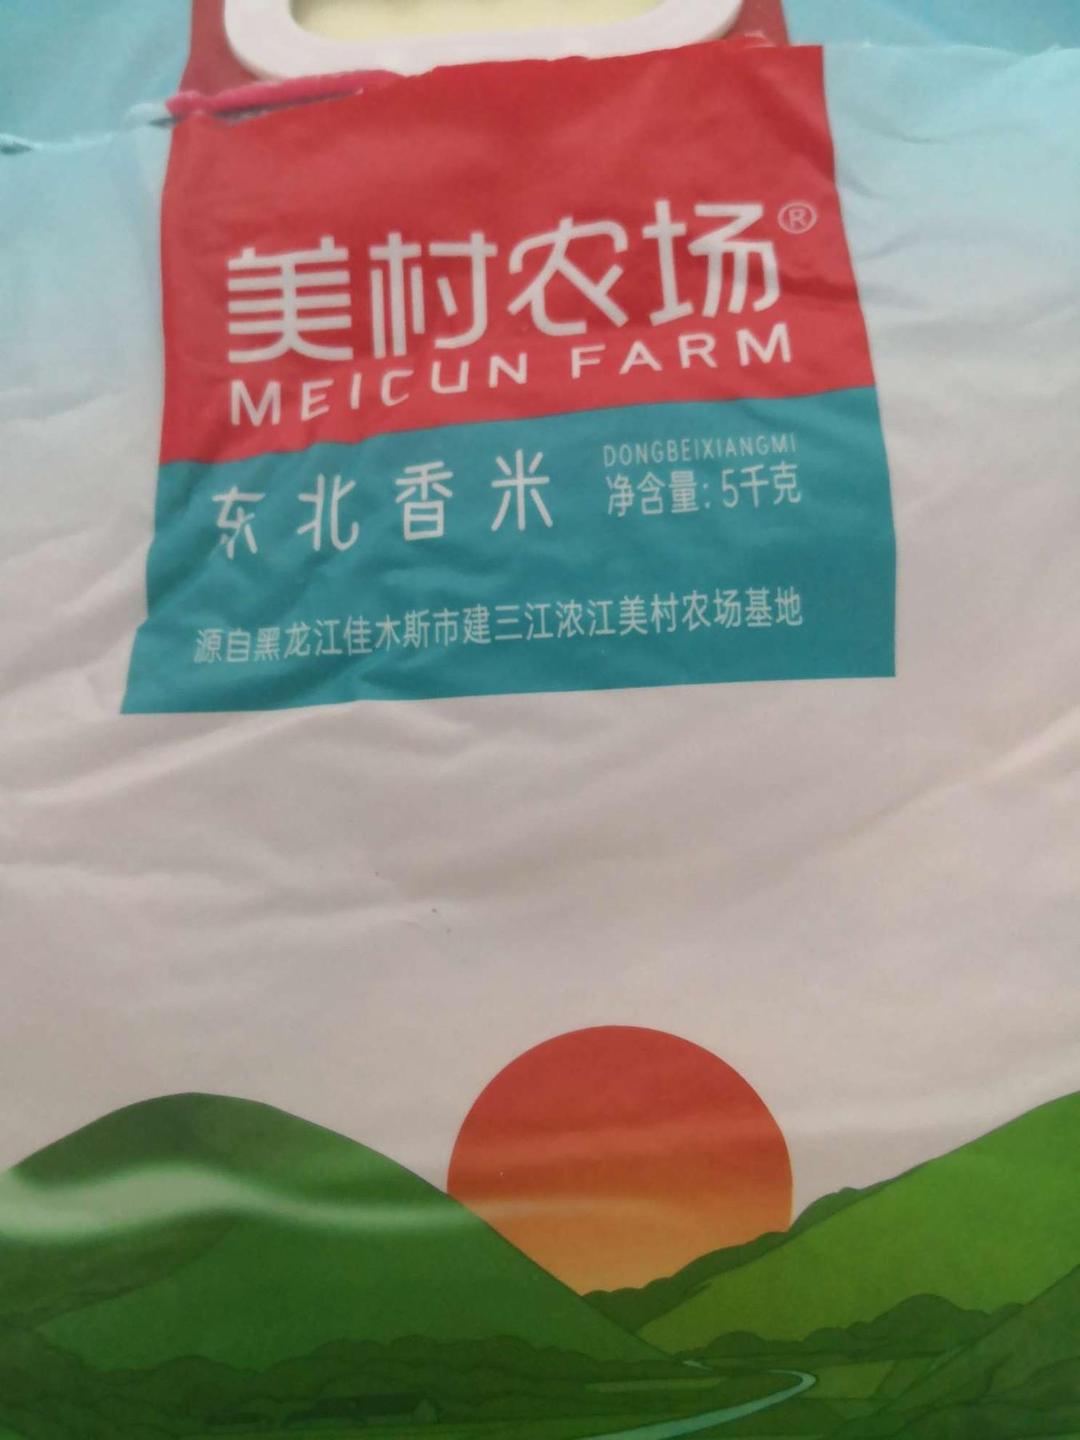 美村农场®
MEICUN FARM
东北香米
DONGBEIXIANGMI
净含量:5千克
源自黑龙江佳木斯市建三江浓江美村农场基地